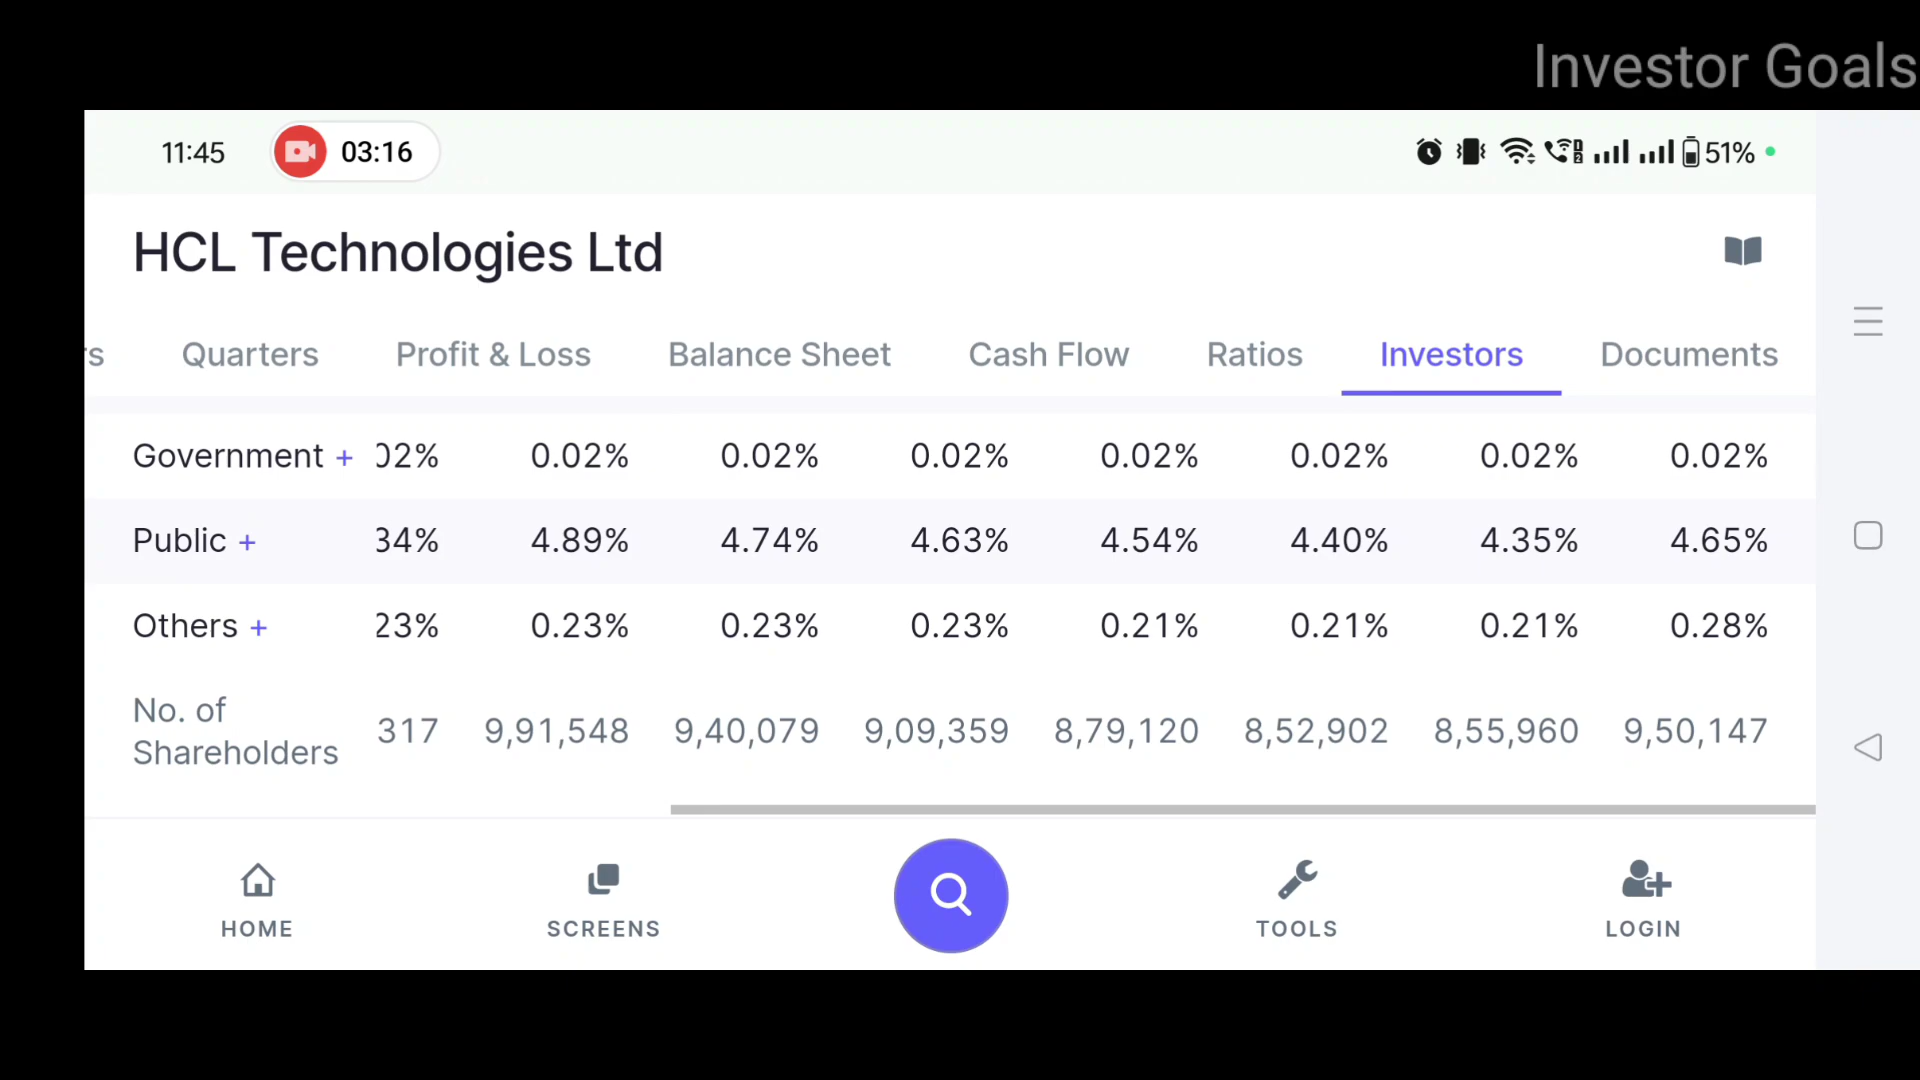 Investor Goals
11:45 03:16 51%
HCL Technologies Ltd
Quarters Profit & Loss Balance Sheet Cash Flow Ratios Investors Documents
Government + 02% 0.02% 0.02% 0.02% 0.02% 0.02% 0.02% 0.02%
Public + 34% 4.89% 4.74% 4.63% 4.54% 4.40% 4.35% 4.65%
Others + 23% 0.23% 0.23% 0.23% 0.21% 0.21% 0.21% 0.28%
No. of
Shareholders 317 9,91,548 9,40,079 9,09,359 8,79,120 8,52,902 8,55,960 9,50,147
HOME SCREENS TOOLS LOGIN